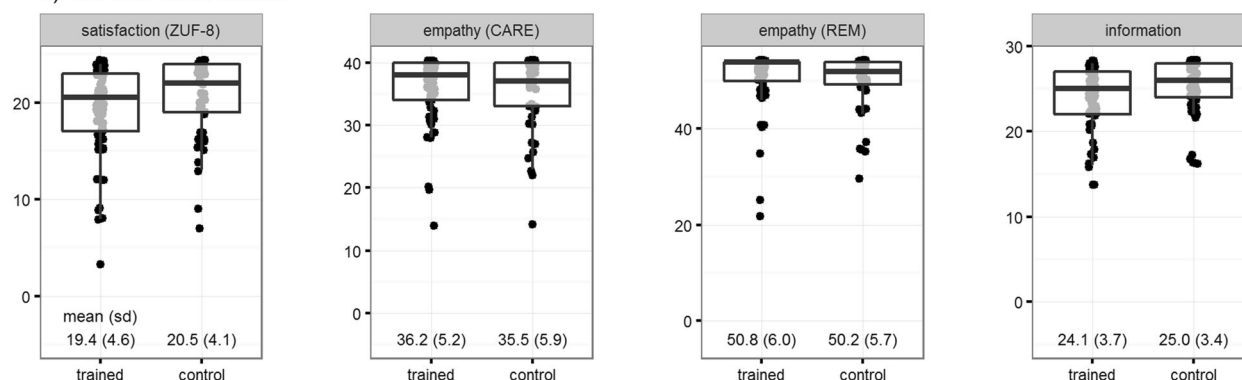 satisfaction (ZUF-8)
20
10
0
mean (sd)
19.4 (4.6) 20.5 (4.1)
trained control
empathy (CARE)
40
30
20
10
0
36.2 (5.2) 35.5 (5.9)
trained control
empathy (REM)
40
20
0
50.8 (6.0) 50.2 (5.7)
trained control
information
30
20
10
0
24.1 (3.7) 25.0 (3.4)
trained control